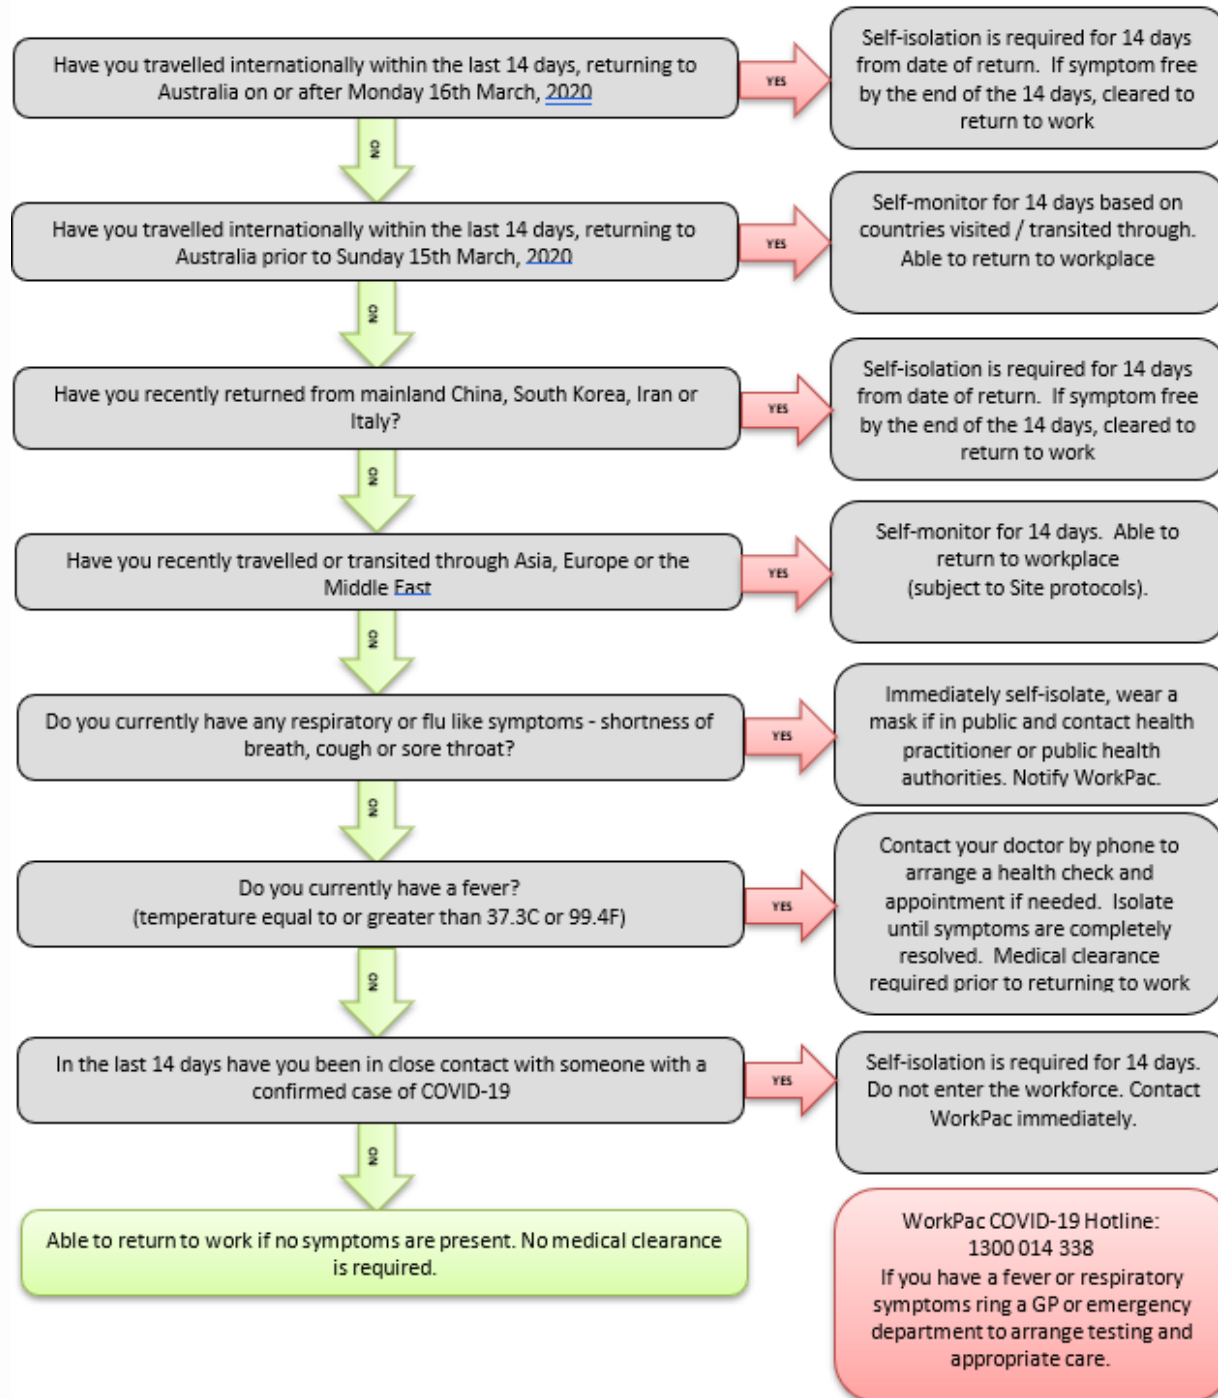 Have you travelled internationally within the last 14 days, returning to
Australia on or after Monday 16th March, 2020
YES
Self-isolation is required for 14 days
from date of return. If symptom free
by the end of the 14 days, cleared to
return to work
NO
Have you travelled internationally within the last 14 days, returning to
Australia prior to Sunday 15th March, 2020
YES
Self-monitor for 14 days based on
countries visited / transited through.
Able to return to workplace
NO
Have you recently returned from mainland China, South Korea, Iran or
Italy?
YES
Self-isolation is required for 14 days
from date of return. If symptom free
by the end of the 14 days, cleared to
return to work
NO
Have you recently travelled or transited through Asia, Europe or the
Middle East
YES
Self-monitor for 14 days. Able to
return to workplace
(subject to Site protocols).
NO
Do you currently have any respiratory or flu like symptoms - shortness of
breath, cough or sore throat?
YES
Immediately self-isolate, wear a
mask if in public and contact health
practitioner or public health
authorities. Notify WorkPac.
NO
Do you currently have a fever?
(temperature equal to or greater than 37.3C or 99.4F)
YES
Contact your doctor by phone to
arrange a health check and
appointment if needed. Isolate
until symptoms are completely
resolved. Medical clearance
required prior to returning to work
NO
In the last 14 days have you been in close contact with someone with a
confirmed case of COVID-19
YES
Self-isolation is required for 14 days.
Do not enter the workforce. Contact
WorkPac immediately.
NO
Able to return to work if no symptoms are present. No medical clearance
is required.
WorkPac COVID-19 Hotline:
1300 014 338
If you have a fever or respiratory
symptoms ring a GP or emergency
department to arrange testing and
appropriate care.